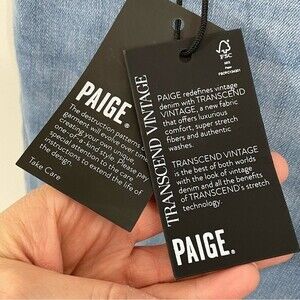 PAIGE.
The destruction patterns
garments will evolve over time
creating your own unique,
one-of-a-kind style. Please pay
special attention to the care
instructions to extend the life of
the design.
Take Care
FSC
TRANSCEND VINTAGE
PAIGE redefines vintage
denim with TRANSCEND
VINTAGE, a new fabric
that offers luxurious
comfort, super stretch
fibers and authentic
washes.
TRANSCEND VINTAGE
is the best of both worlds
with the look of vintage
denim and all the benefits
of TRANSCEND's stretch
technology.
PAIGE.